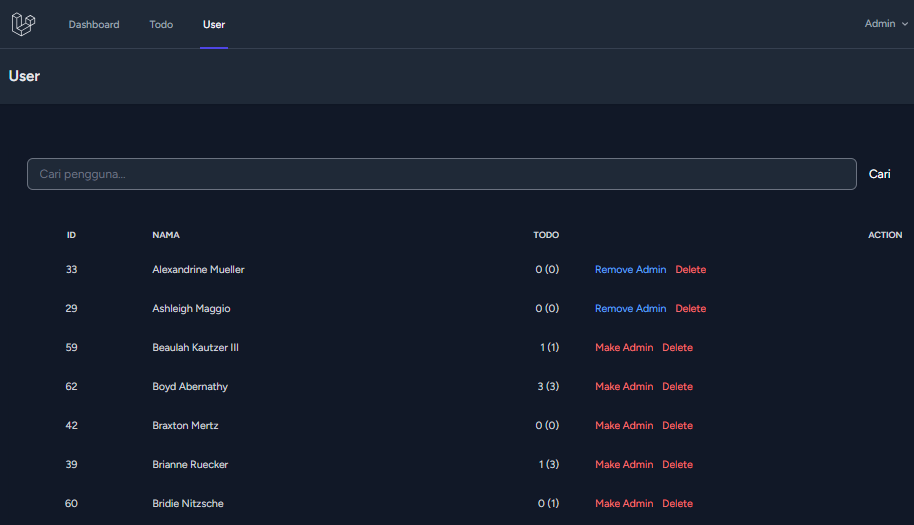 Dashboard Todo User Admin
User
Cari pengguna... Cari
ID NAMA TODO ACTION
33 Alexandrine Mueller 0 (0) Remove Admin Delete
29 Ashleigh Maggio 0 (0) Remove Admin Delete
59 Beaulah Kautzer III 1 (1) Make Admin Delete
62 Boyd Abernathy 3 (3) Make Admin Delete
42 Braxton Mertz 0 (0) Make Admin Delete
39 Brianne Ruecker 1 (3) Make Admin Delete
60 Bridie Nitzsche 0 (1) Make Admin Delete